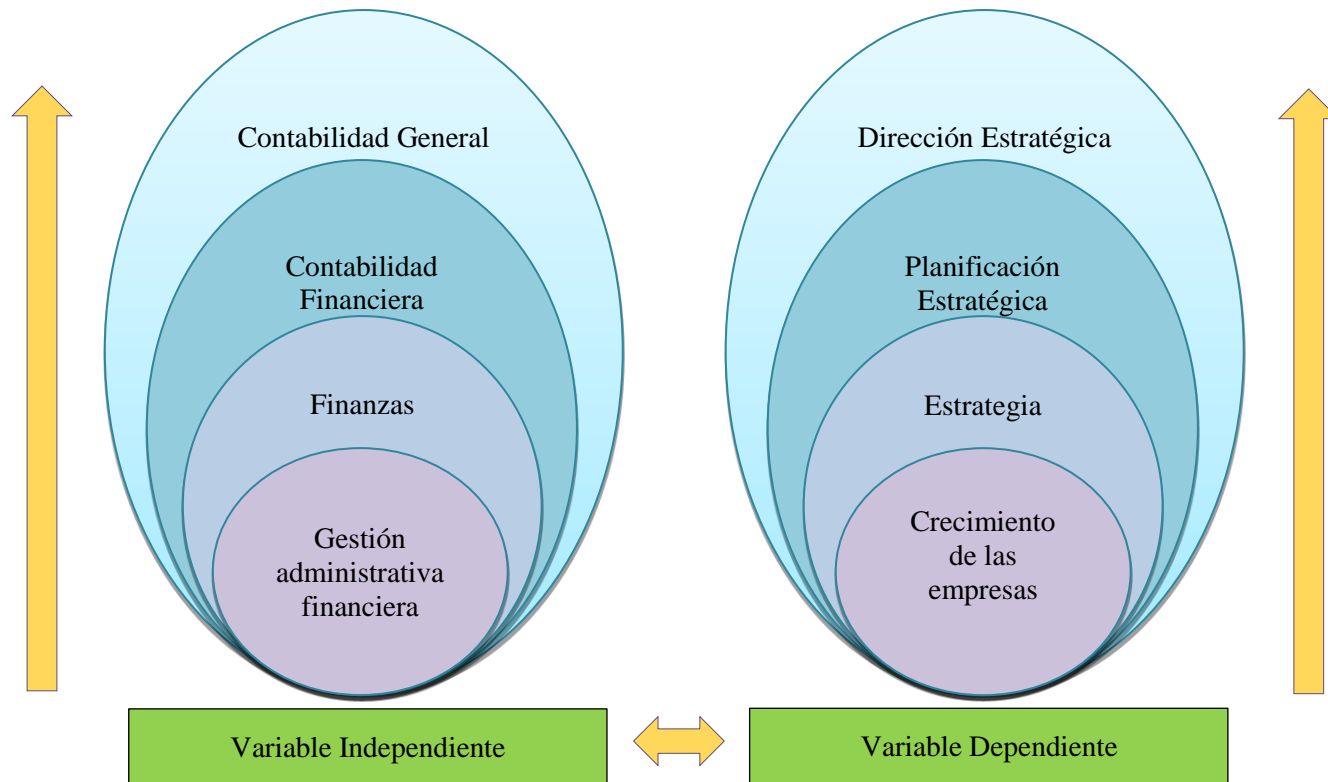 Contabilidad General
Contabilidad
Financiera
Finanzas
Gestión
administrativa
financiera
Variable Independiente
Dirección Estratégica
Planificación
Estratégica
Estrategia
Crecimiento
de las
empresas
Variable Dependiente